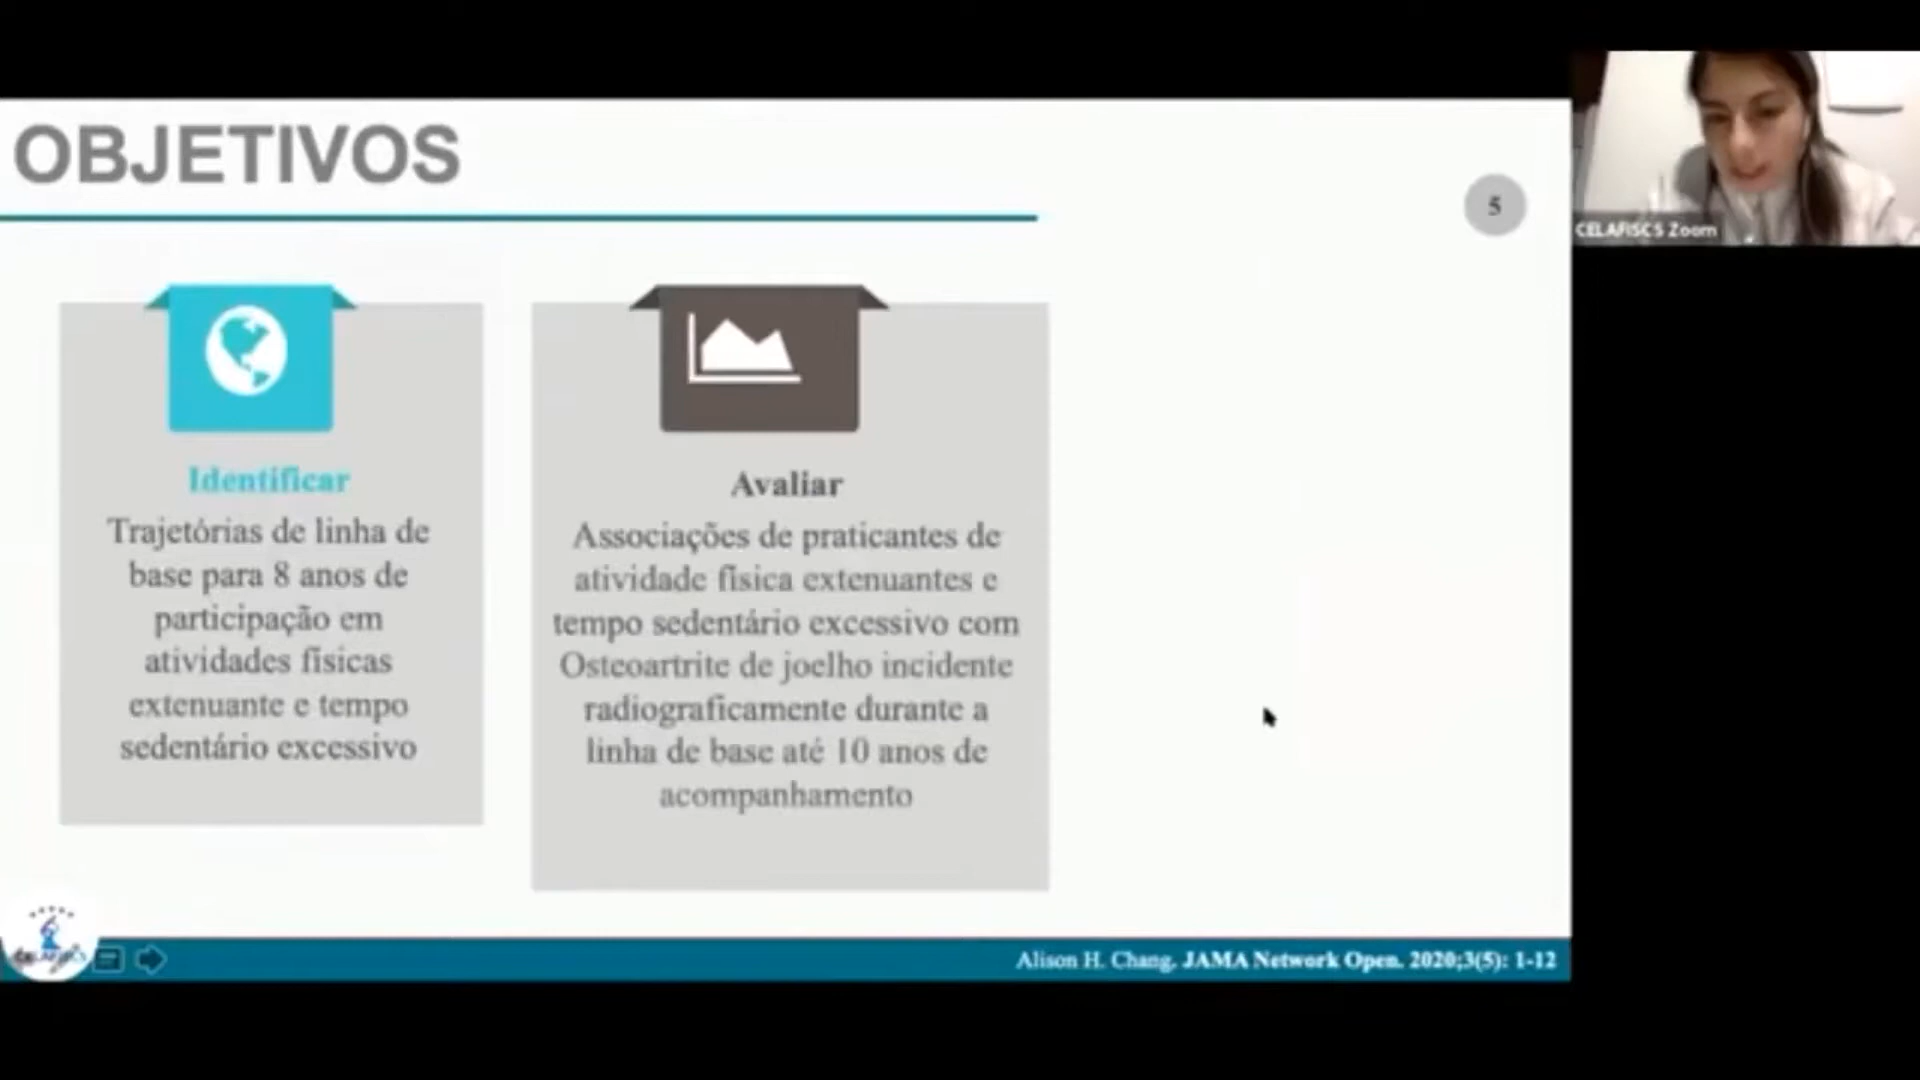 OBJETIVOS
5
CELAFISCS Zoom
Identificar
Trajetórias de linha de
base para 8 anos de
participação em
atividades físicas
extenuante e tempo
sedentário excessivo
Avaliar
Associações de praticantes de
atividade física extenuantes e
tempo sedentário excessivo com
Osteoartrite de joelho incidente
radiograficamente durante a
linha de base até 10 anos de
acompanhamento
CELAFISCS
Alison H. Chang. JAMA Network Open. 2020;3(5): 1-12